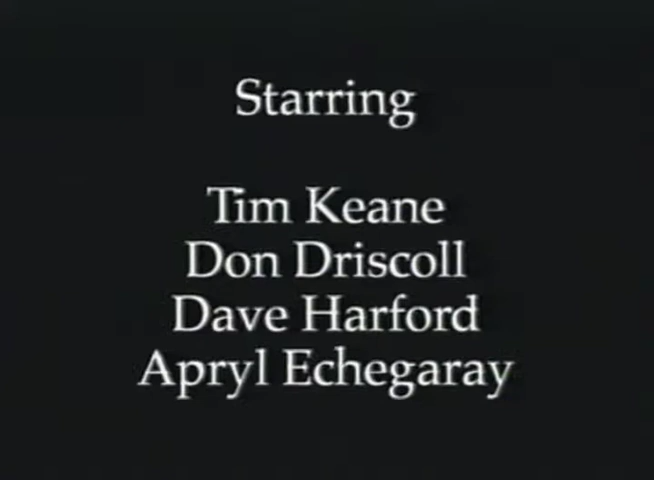 Starring
Tim Keane
Don Driscoll
Dave Harford
Apryl Echegaray